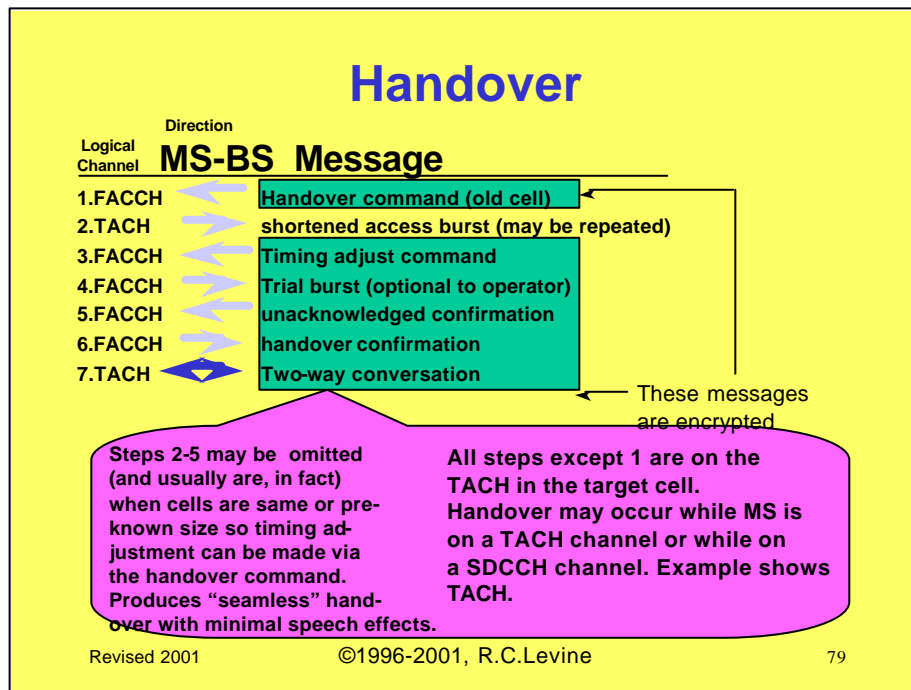 Handover
Direction
Logical
Channel MS-BS Message
1.FACCH Handover command (old cell)
2.TACH shortened access burst (may be repeated)
3.FACCH Timing adjust command
4.FACCH Trial burst (optional to operator)
5.FACCH unacknowledged confirmation
6.FACCH handover confirmation
7.TACH Two-way conversation
These messages
are encrypted
Steps 2-5 may be omitted
(and usually are, in fact)
when cells are same or pre-
known size so timing ad-
justment can be made via
the handover command.
Produces “seamless” hand-
over with minimal speech effects.
All steps except 1 are on the
TACH in the target cell.
Handover may occur while MS is
on a TACH channel or while on
a SDCCH channel. Example shows
TACH.
Revised 2001 ©1996-2001, R.C.Levine 79